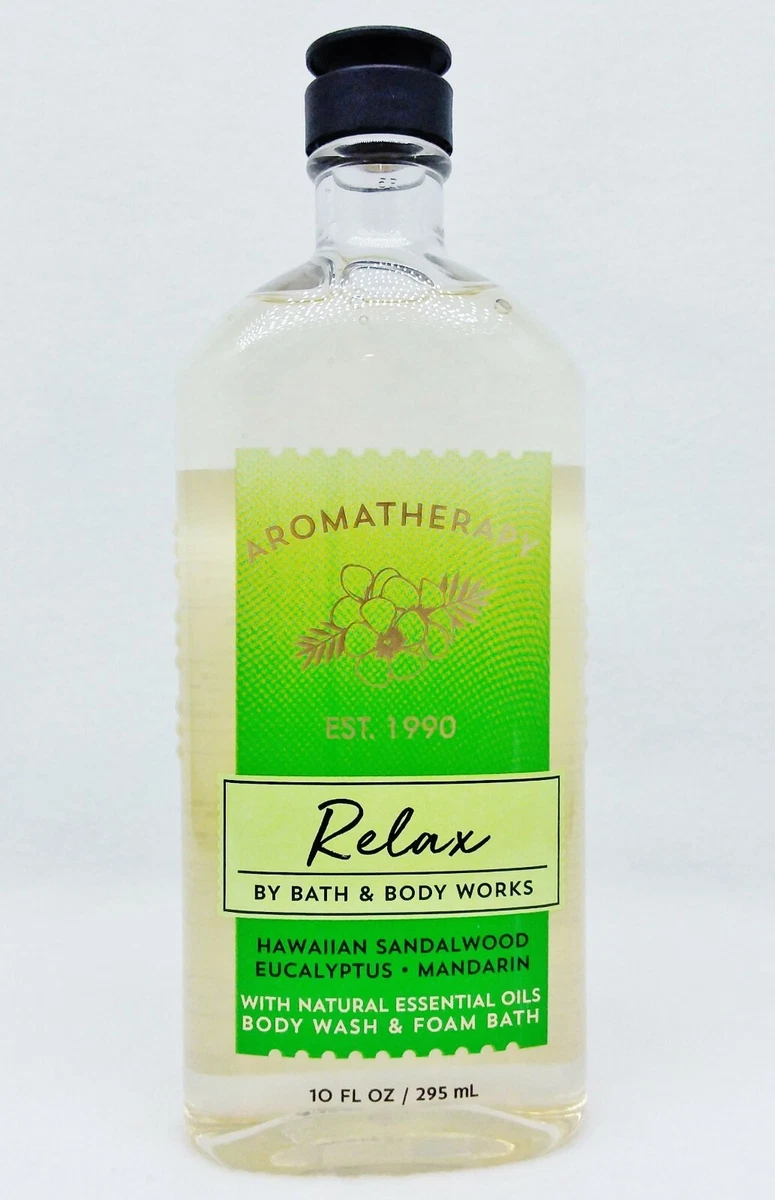 AROMATHERAPY
EST. 1990
Relax
BY BATH & BODY WORKS
HAWAIIAN SANDALWOOD
EUCALYPTUS • MANDARIN
WITH NATURAL ESSENTIAL OILS
BODY WASH & FOAM BATH
10 FL OZ / 295 mL